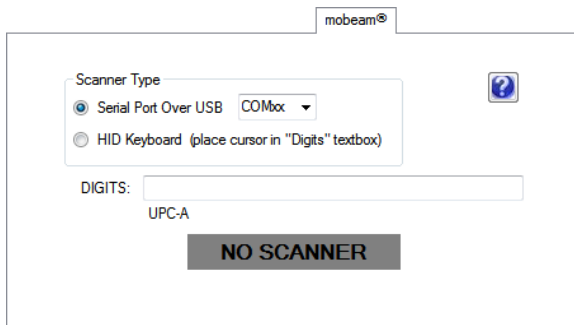 mobeam®
Scanner Type
Serial Port Over USB COMxx
HID Keyboard (place cursor in "Digits" textbox)
?
DIGITS:
UPC-A
NO SCANNER